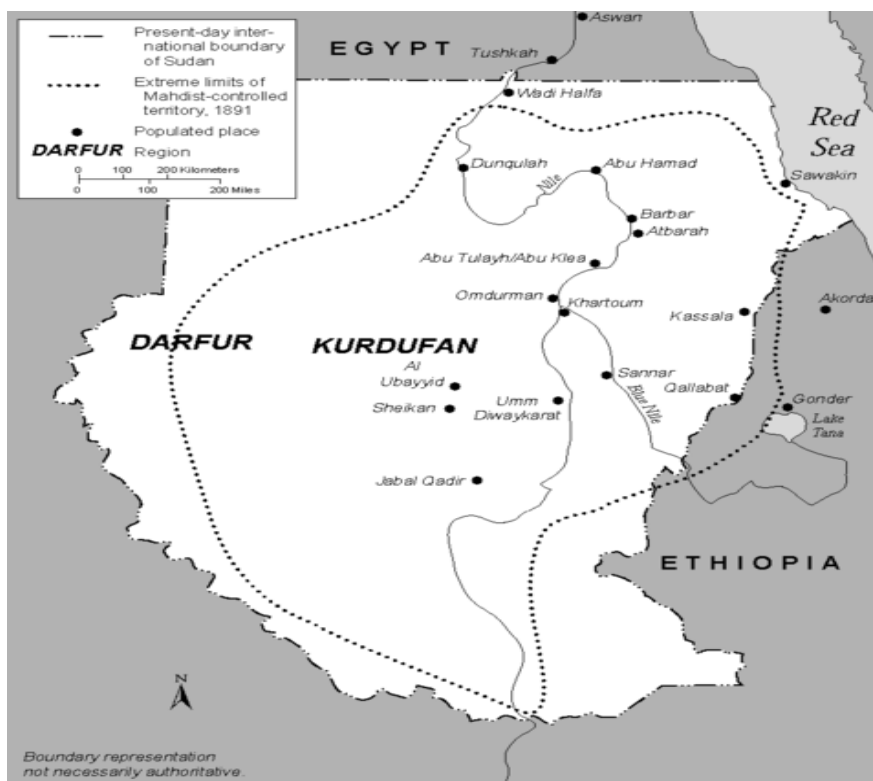 Present-day inter-
national boundary
of Sudan
Extreme limits of
Mahdist-controlled
territory, 1891
Populated place
DARFUR Region
0 100 200 Kilometers
0 100 200 Miles
Aswan
EGYPT
Tushkah
Wadi Halfa
Red
Sea
Dunqulah
Abu Hamad
Sawakin
Nile
Barbar
Atbarah
Abu Tulayh/Abu Klea
Omdurman
Khartoum
Kassala
Akorda
DARFUR
KURDUFAN
Al
Ubayyid
Sannar
Qallabat
Sheikan
Umm
Diwaykarat
Blue Nile
Gonder
Lake
Tana
Jabal Qadir
ETHIOPIA
N
Boundary representation
not necessarily authoritative.